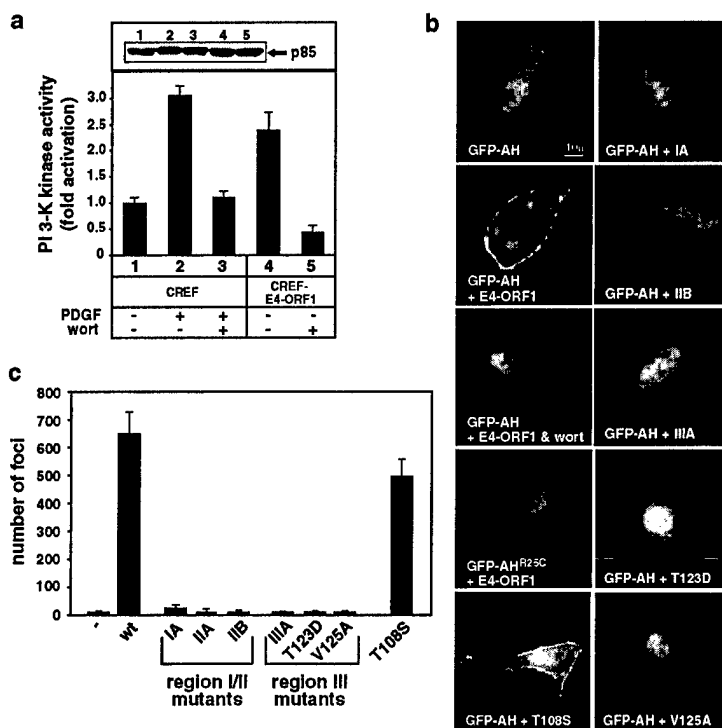 a
1 2 3 4 5
p85
PI 3-K kinase activity
(fold activation)
3.0
2.5
2.0
1.5
1.0
0.5
0
1 2 3 4 5
CREF
CREF-
E4-ORF1
PDGF - + + - -
wort - - + - +
b
GFP-AH
10μ
GFP-AH + IA
GFP-AH
+ E4-ORF1
GFP-AH + IIB
GFP-AH
+ E4-ORF1 & wort
GFP-AH + IIIA
GFP-AHR25C
+ E4-ORF1
GFP-AH + T123D
GFP-AH + T108S
GFP-AH + V125A
c
number of foci
800
700
600
500
400
300
200
100
0
- wt IA IIA IIB IIIA T123D V125A T108S
region I/II
mutants
region III
mutants